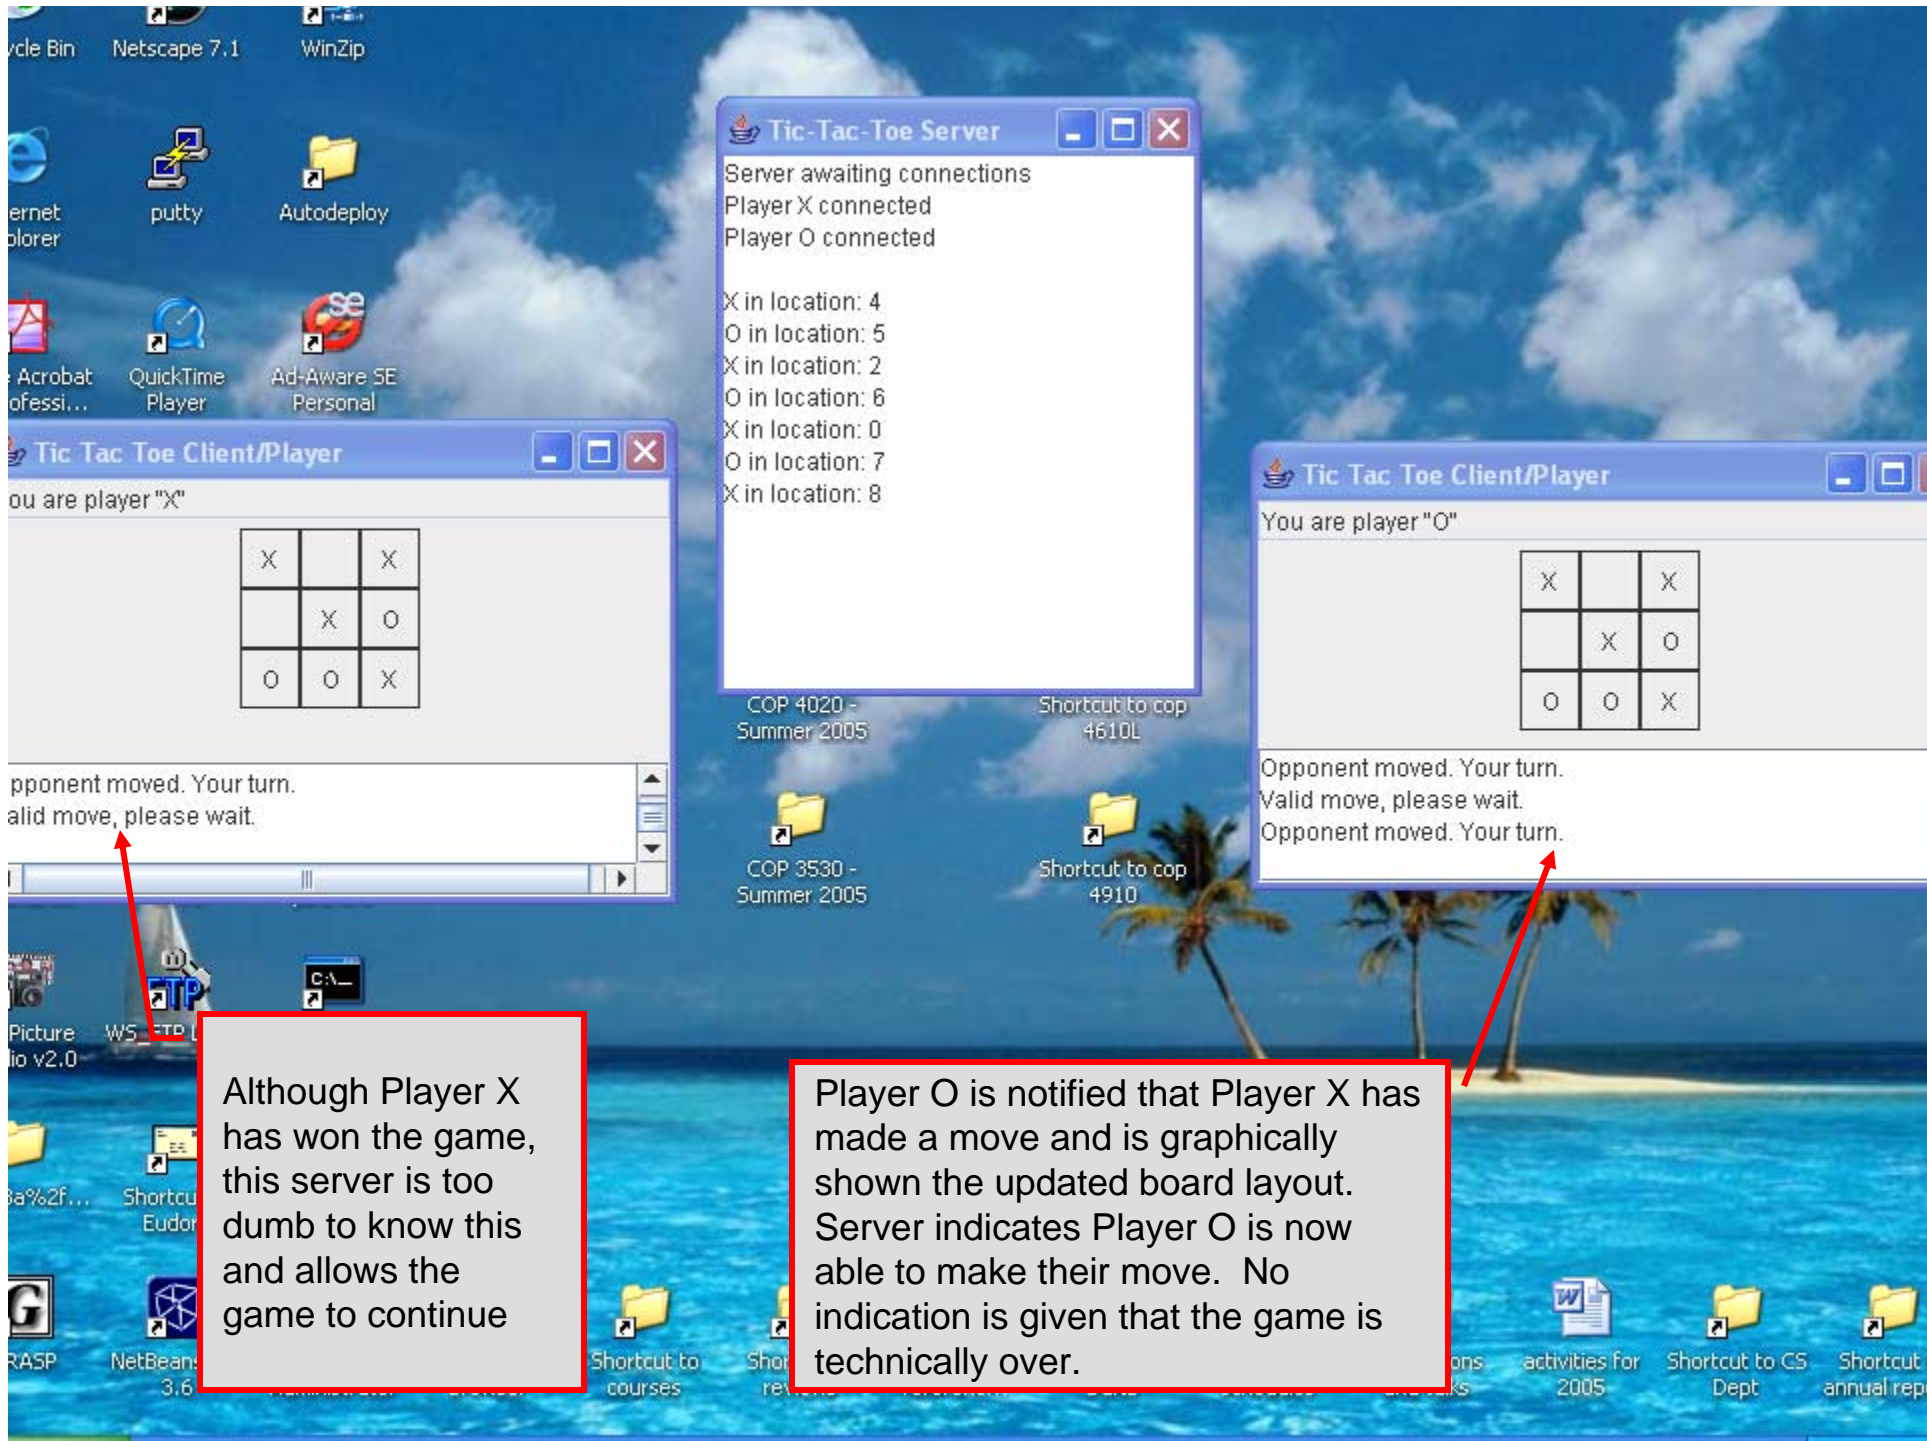 ycle Bin
Netscape 7.1
WinZip
ernet
plorer
putty
Autodeploy
Acrobat
ofessi...
QuickTime
Player
Ad-Aware SE
Personal
Tic-Tac-Toe Server
Server awaiting connections
Player X connected
Player O connected
X in location: 4
O in location: 5
X in location: 2
O in location: 6
X in location: 0
O in location: 7
X in location: 8
Tic Tac Toe Client/Player
ou are player "X"
X X
X O
O O X
pponent moved. Your turn.
alid move, please wait.
Tic Tac Toe Client/Player
You are player "O"
X X
X O
O O X
Opponent moved. Your turn.
Valid move, please wait.
Opponent moved. Your turn.
COP 4020 -
Summer 2005
Shortcut to cop
4610L
COP 3530 -
Summer 2005
Shortcut to cop
4910
C:\_
Picture
io v2.0
WS_FTP
Although Player X
has won the game,
this server is too
dumb to know this
and allows the
game to continue
Player O is notified that Player X has
made a move and is graphically
shown the updated board layout.
Server indicates Player O is now
able to make their move. No
indication is given that the game is
technically over.
3a%2f...
Shortcu
Eudor
RASP
NetBeans
3.6
Shortcut to
courses
activities for
2005
Shortcut to CS
Dept
Shortcut
annual rep